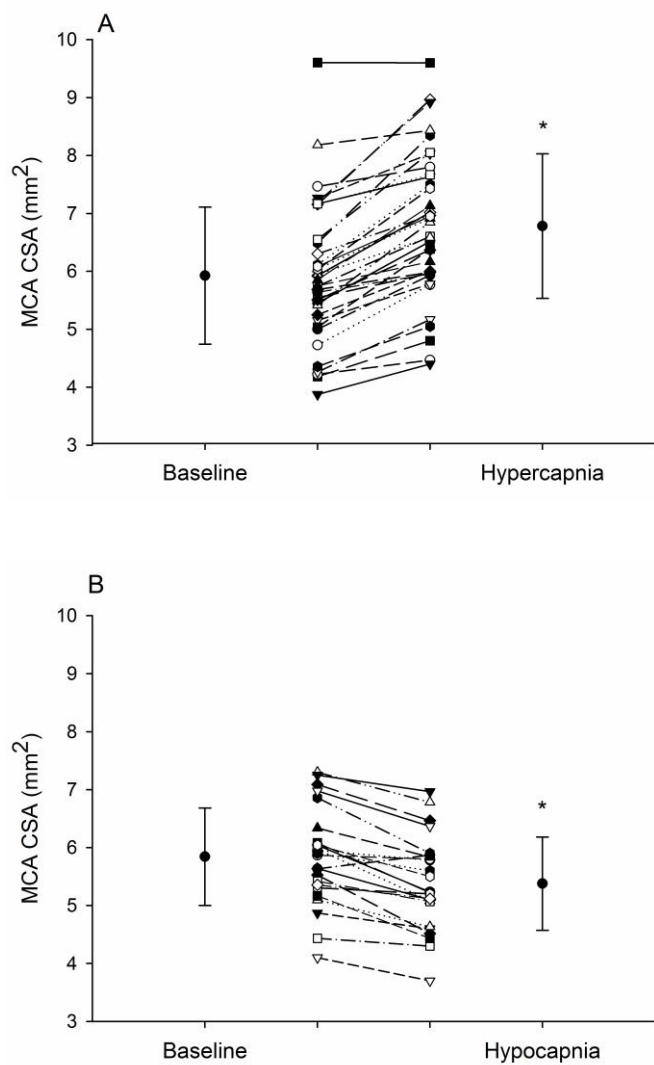 A
10
9
8
7
6
5
4
3
MCA CSA (mm²)
*
Baseline
Hypercapnia
B
10
9
8
7
6
5
4
3
MCA CSA (mm²)
*
Baseline
Hypocapnia